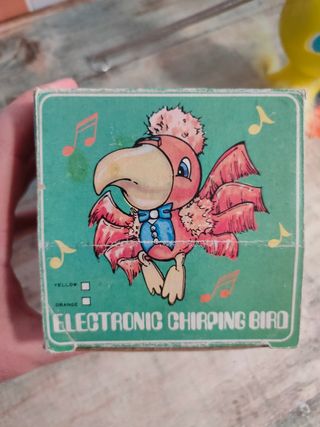 YELLOW
ORANGE
ELECTRONIC CHIRPING BIRD